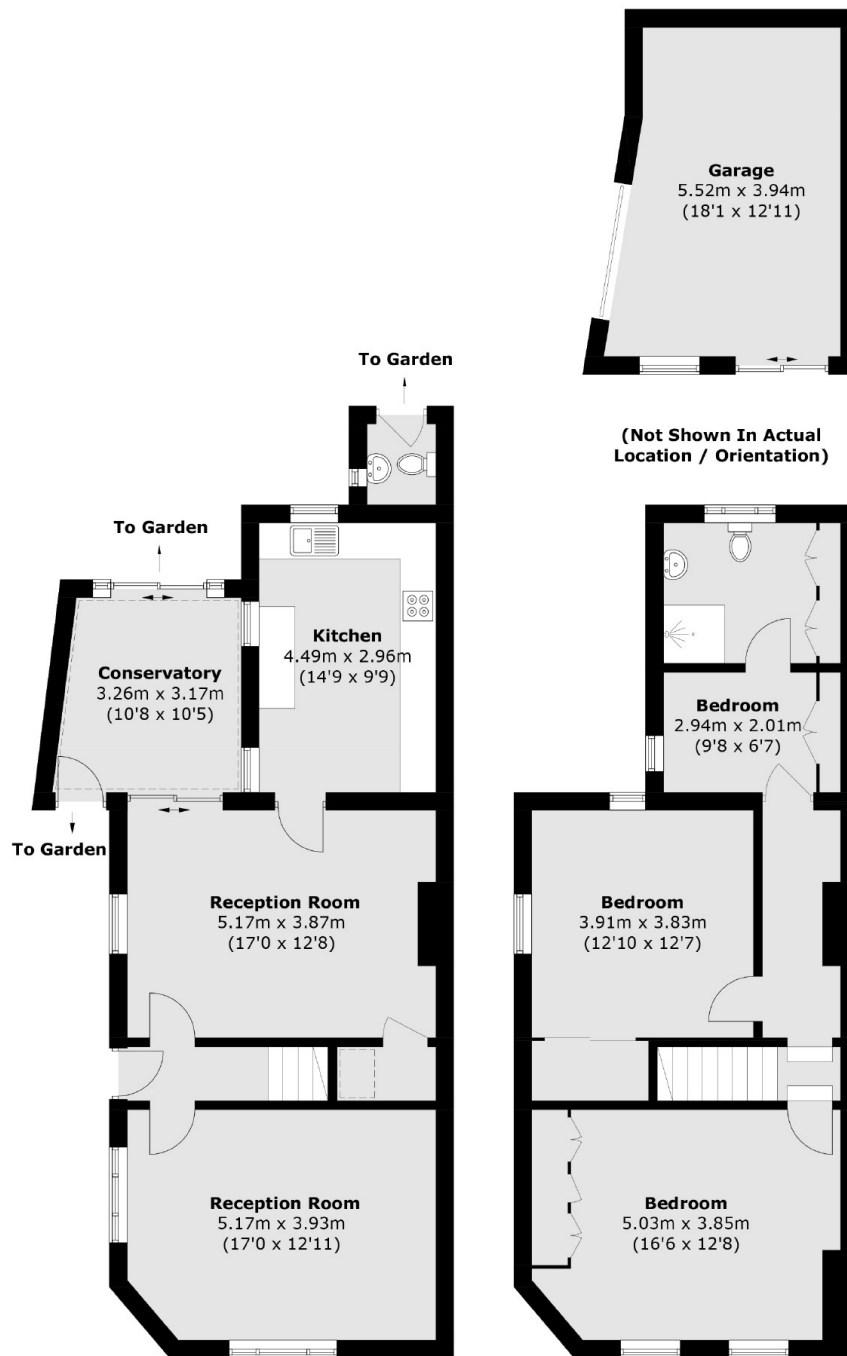 Garage
5.52m x 3.94m
(18'1 x 12'11)
To Garden
(Not Shown In Actual
Location / Orientation)
To Garden
Kitchen
4.49m x 2.96m
(14'9 x 9'9)
Conservatory
3.26m x 3.17m
(10'8 x 10'5)
To Garden
Reception Room
5.17m x 3.87m
(17'0 x 12'8)
Reception Room
5.17m x 3.93m
(17'0 x 12'11)
Bedroom
2.94m x 2.01m
(9'8 x 6'7)
Bedroom
3.91m x 3.83m
(12'10 x 12'7)
Bedroom
5.03m x 3.85m
(16'6 x 12'8)